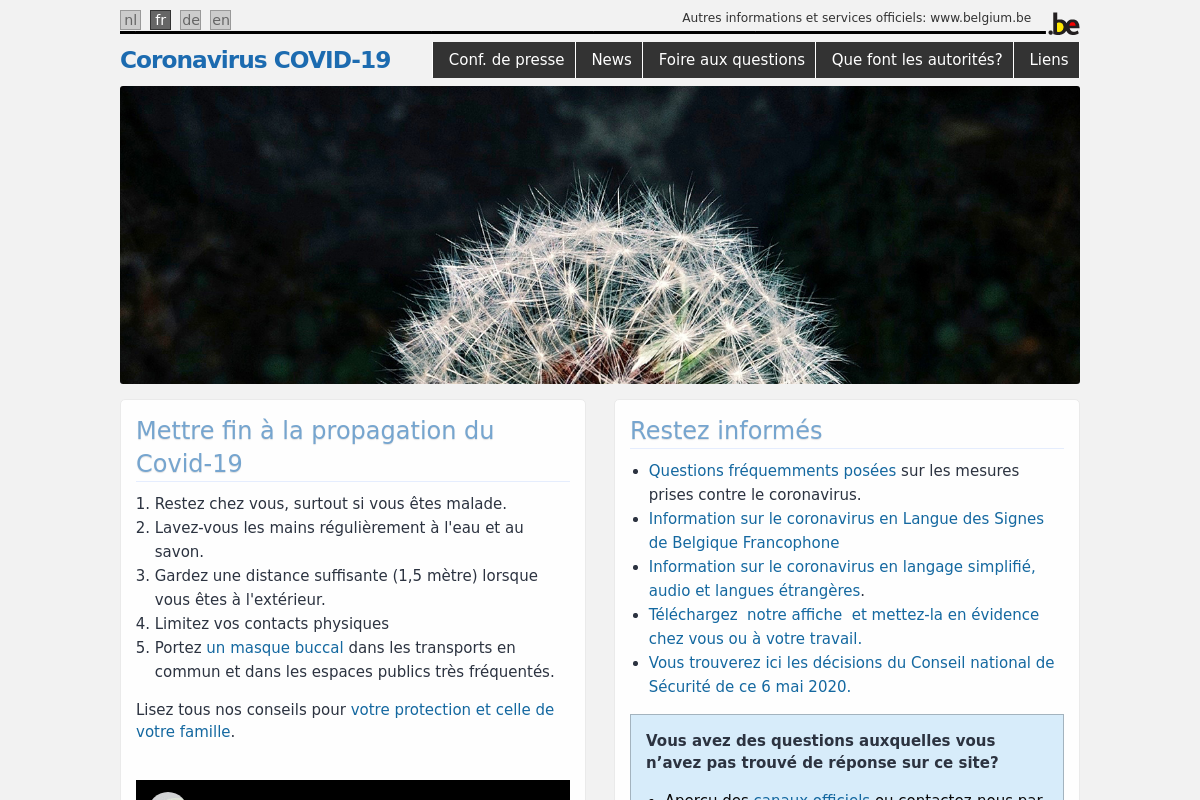 nl fr de en
Autres informations et services officiels: www.belgium.be
.be
Coronavirus COVID-19
Conf. de presse
News
Foire aux questions
Que font les autorités?
Liens
Mettre fin à la propagation du
Covid-19
1. Restez chez vous, surtout si vous êtes malade.
2. Lavez-vous les mains régulièrement à l'eau et au
savon.
3. Gardez une distance suffisante (1,5 mètre) lorsque
vous êtes à l'extérieur.
4. Limitez vos contacts physiques
5. Portez un masque buccal dans les transports en
commun et dans les espaces publics très fréquentés.
Lisez tous nos conseils pour votre protection et celle de
votre famille.
Restez informés
• Questions fréquemments posées sur les mesures
prises contre le coronavirus.
• Information sur le coronavirus en Langue des Signes
de Belgique Francophone
• Information sur le coronavirus en langage simplifié,
audio et langues étrangères.
• Téléchargez  notre affiche  et mettez-la en évidence
chez vous ou à votre travail.
• Vous trouverez ici les décisions du Conseil national de
Sécurité de ce 6 mai 2020.
Vous avez des questions auxquelles vous
n’avez pas trouvé de réponse sur ce site?
• Aperçu des canaux officiels ou contactez-nous par